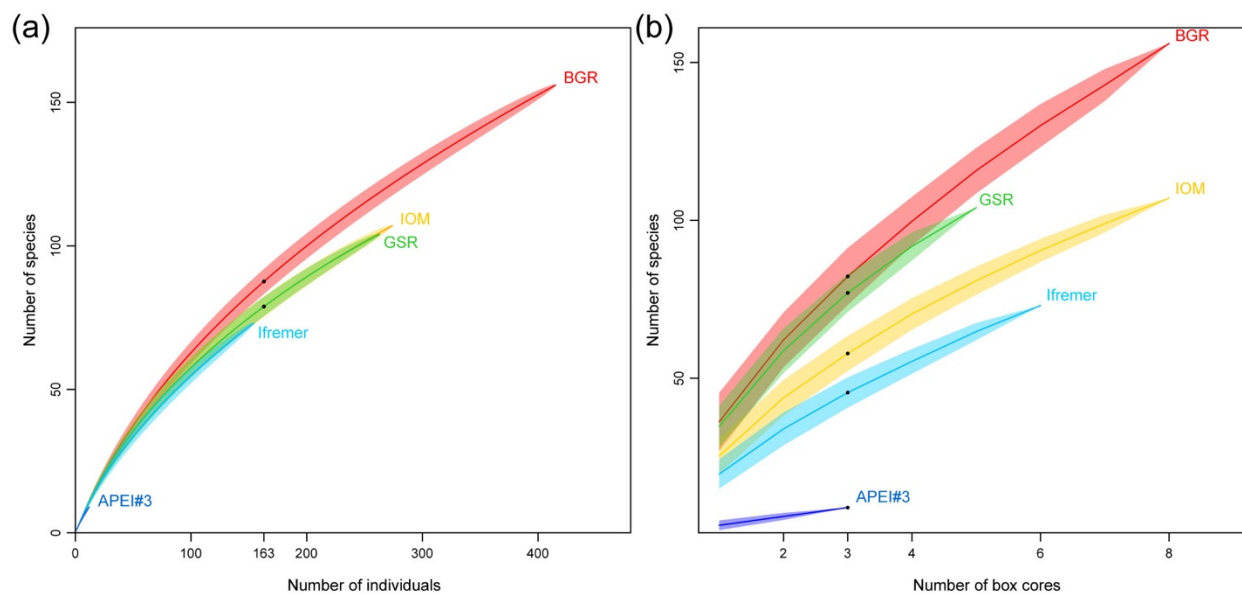 (a)
Number of species
150
100
50
0
BGR
IOM
GSR
Ifremer
APEI#3
0 100 163 200 300 400
Number of individuals
(b)
Number of species
150
100
50
BGR
GSR
IOM
Ifremer
APEI#3
2 3 4 6 8
Number of box cores